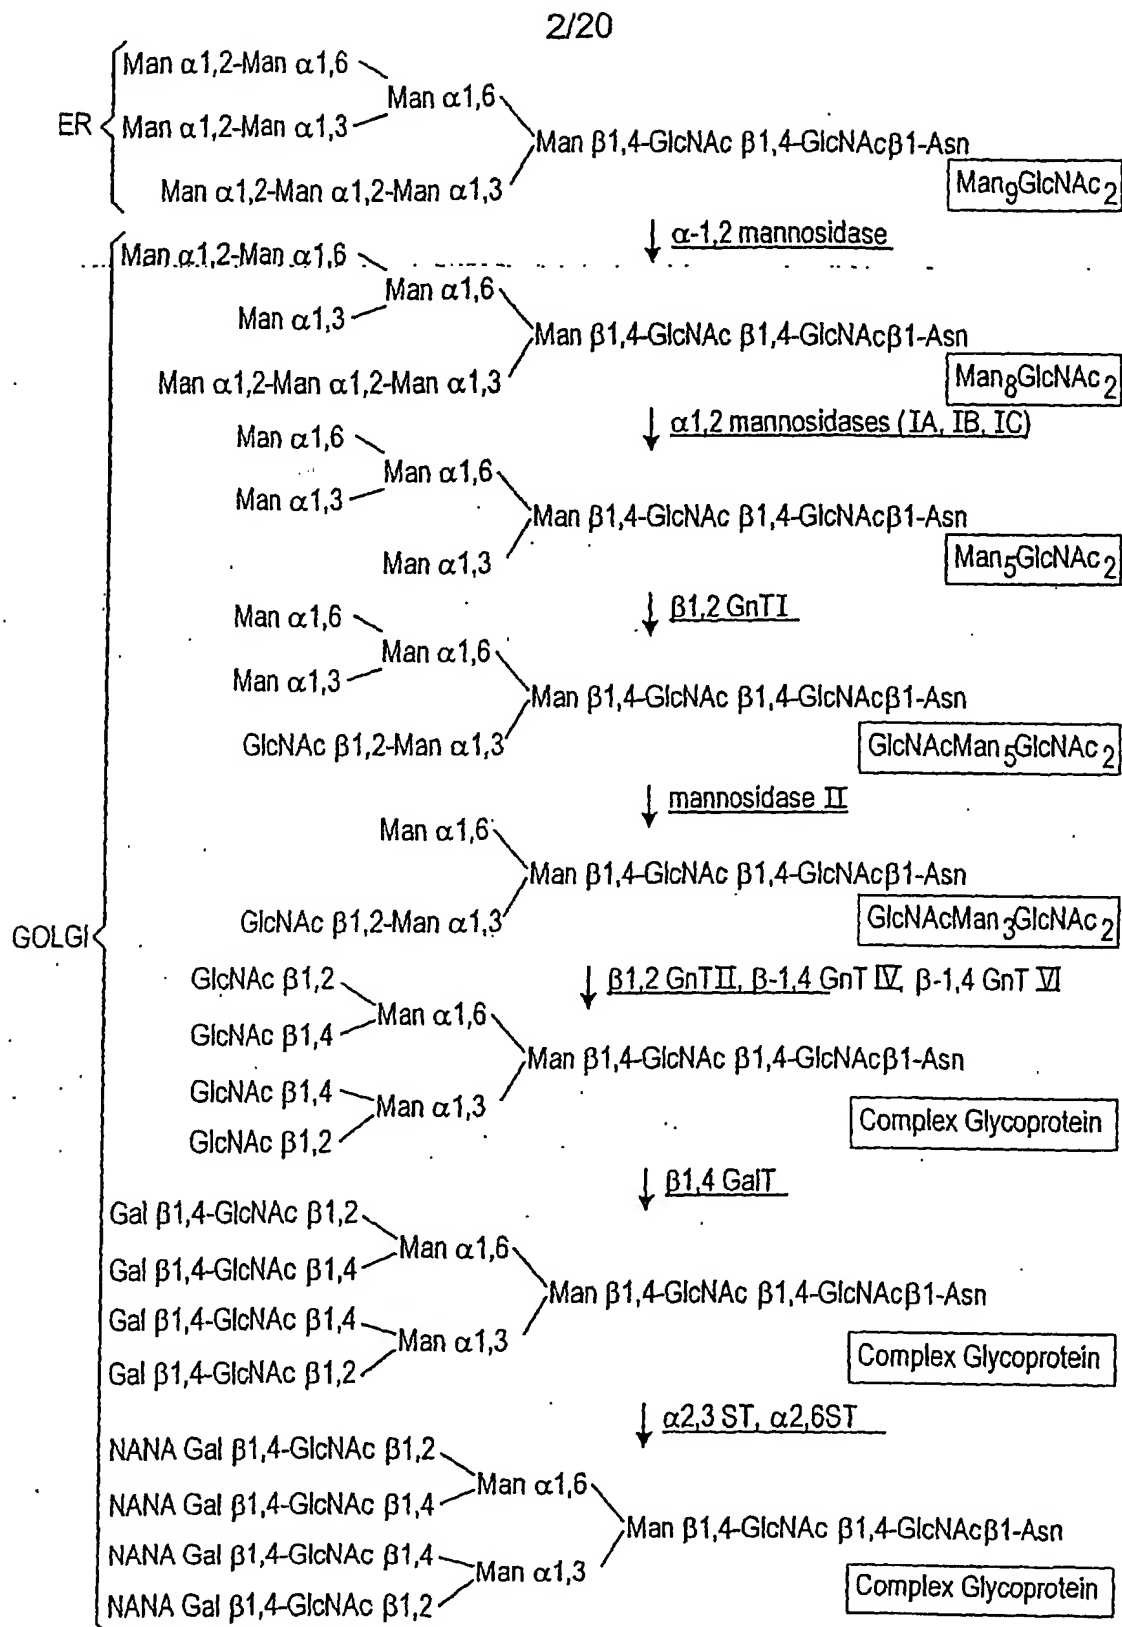 2/20
Man α1,2-Man α1,6
Man α1,6
ER
Man α1,2-Man α1,3
Man β1,4-GlcNAc β1,4-GlcNAcβ1-Asn
Man α1,2-Man α1,2-Man α1,3
Man9GlcNAc2
α-1,2 mannosidase
Man α1,2-Man α1,6
Man α1,6
Man α1,3
Man β1,4-GlcNAc β1,4-GlcNAcβ1-Asn
Man α1,2-Man α1,2-Man α1,3
Man8GlcNAc2
α1,2 mannosidases (IA, IB, IC)
Man α1,6
Man α1,6
Man α1,3
Man β1,4-GlcNAc β1,4-GlcNAcβ1-Asn
Man α1,3
Man5GlcNAc2
β1,2 GnTI
Man α1,6
Man α1,6
Man α1,3
Man β1,4-GlcNAc β1,4-GlcNAcβ1-Asn
GlcNAc β1,2-Man α1,3
GlcNAcMan5GlcNAc2
mannosidase II
Man α1,6
Man β1,4-GlcNAc β1,4-GlcNAcβ1-Asn
GlcNAc β1,2-Man α1,3
GlcNAcMan3GlcNAc2
GOLGI
β1,2 GnTII, β-1,4 GnT IV, β-1,4 GnT VI
GlcNAc β1,2
Man α1,6
GlcNAc β1,4
Man β1,4-GlcNAc β1,4-GlcNAcβ1-Asn
GlcNAc β1,4
Man α1,3
GlcNAc β1,2
Complex Glycoprotein
β1,4 GalT
Gal β1,4-GlcNAc β1,2
Man α1,6
Gal β1,4-GlcNAc β1,4
Man β1,4-GlcNAc β1,4-GlcNAcβ1-Asn
Gal β1,4-GlcNAc β1,4
Man α1,3
Gal β1,4-GlcNAc β1,2
Complex Glycoprotein
α2,3 ST, α2,6ST
NANA Gal β1,4-GlcNAc β1,2
Man α1,6
NANA Gal β1,4-GlcNAc β1,4
Man β1,4-GlcNAc β1,4-GlcNAcβ1-Asn
NANA Gal β1,4-GlcNAc β1,4
Man α1,3
NANA Gal β1,4-GlcNAc β1,2
Complex Glycoprotein